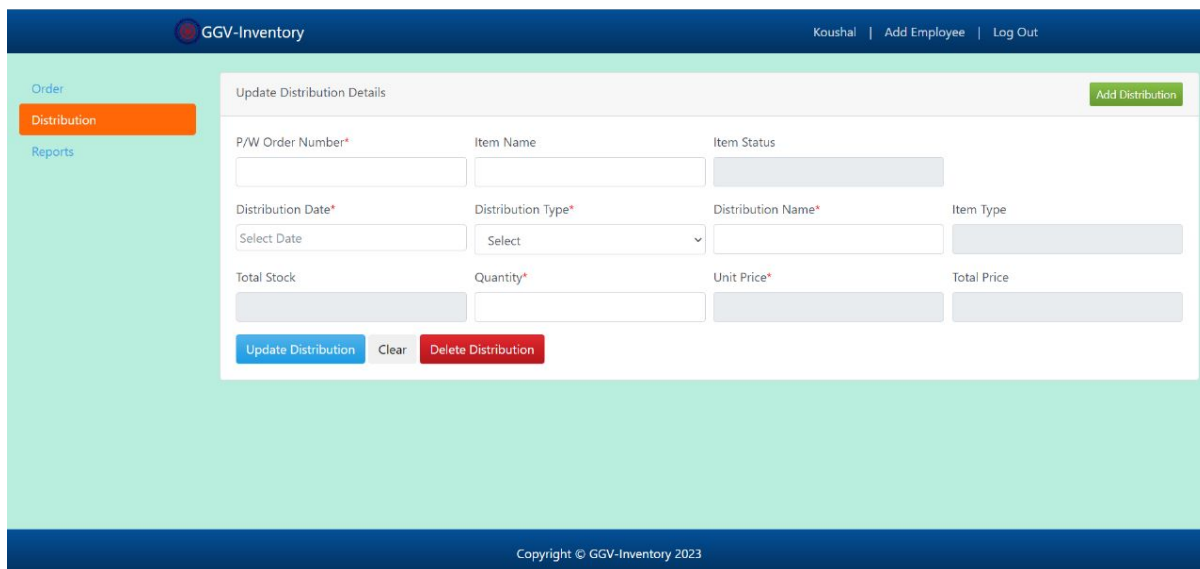 GGV-Inventory
Koushal | Add Employee | Log Out
Order
Distribution
Reports
Update Distribution Details
Add Distribution
P/W Order Number*
Item Name
Item Status
Distribution Date*
Distribution Type*
Distribution Name*
Item Type
Select Date
Select
Total Stock
Quantity*
Unit Price*
Total Price
Update Distribution
Clear
Delete Distribution
Copyright © GGV-Inventory 2023